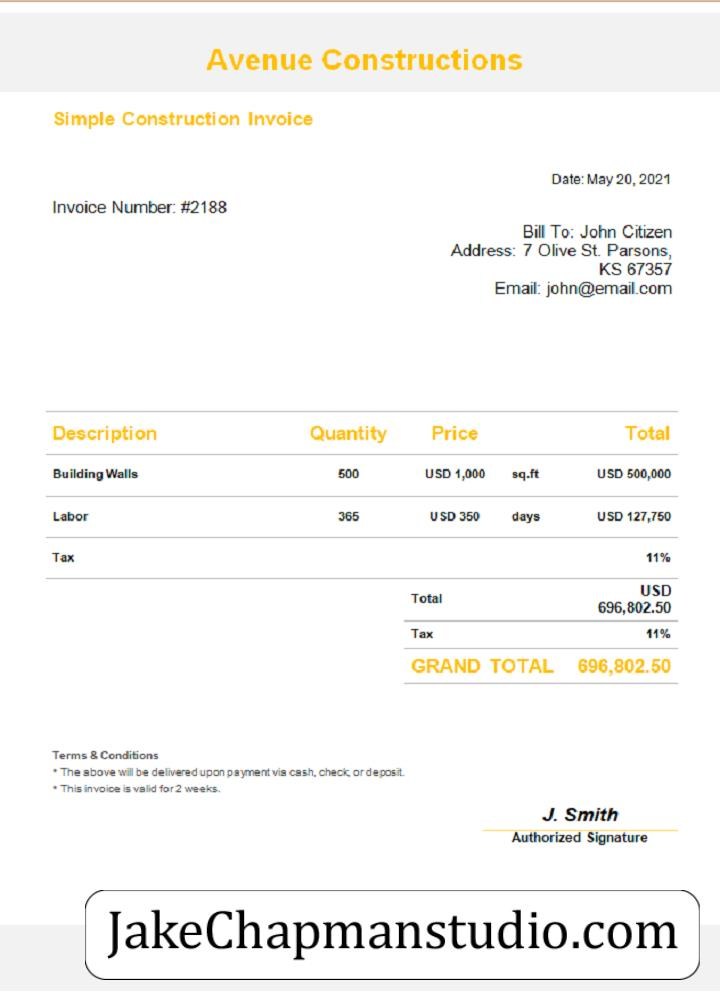 Avenue Constructions
Simple Construction Invoice
Date: May 20, 2021
Invoice Number: #2188
Bill To: John Citizen
Address: 7 Olive St. Parsons,
KS 67357
Email: john@email.com
Description Quantity Price Total
Building Walls 500 USD 1,000 sq.ft USD 500,000
Labor 365 USD 350 days USD 127,750
Tax 11%
Total USD 696,802.50
Tax 11%
GRAND TOTAL 696,802.50
Terms & Conditions
* The above will be delivered upon payment via cash, check, or deposit.
* This invoice is valid for 2 weeks.
J. Smith
Authorized Signature
JakeChapmanstudio.com